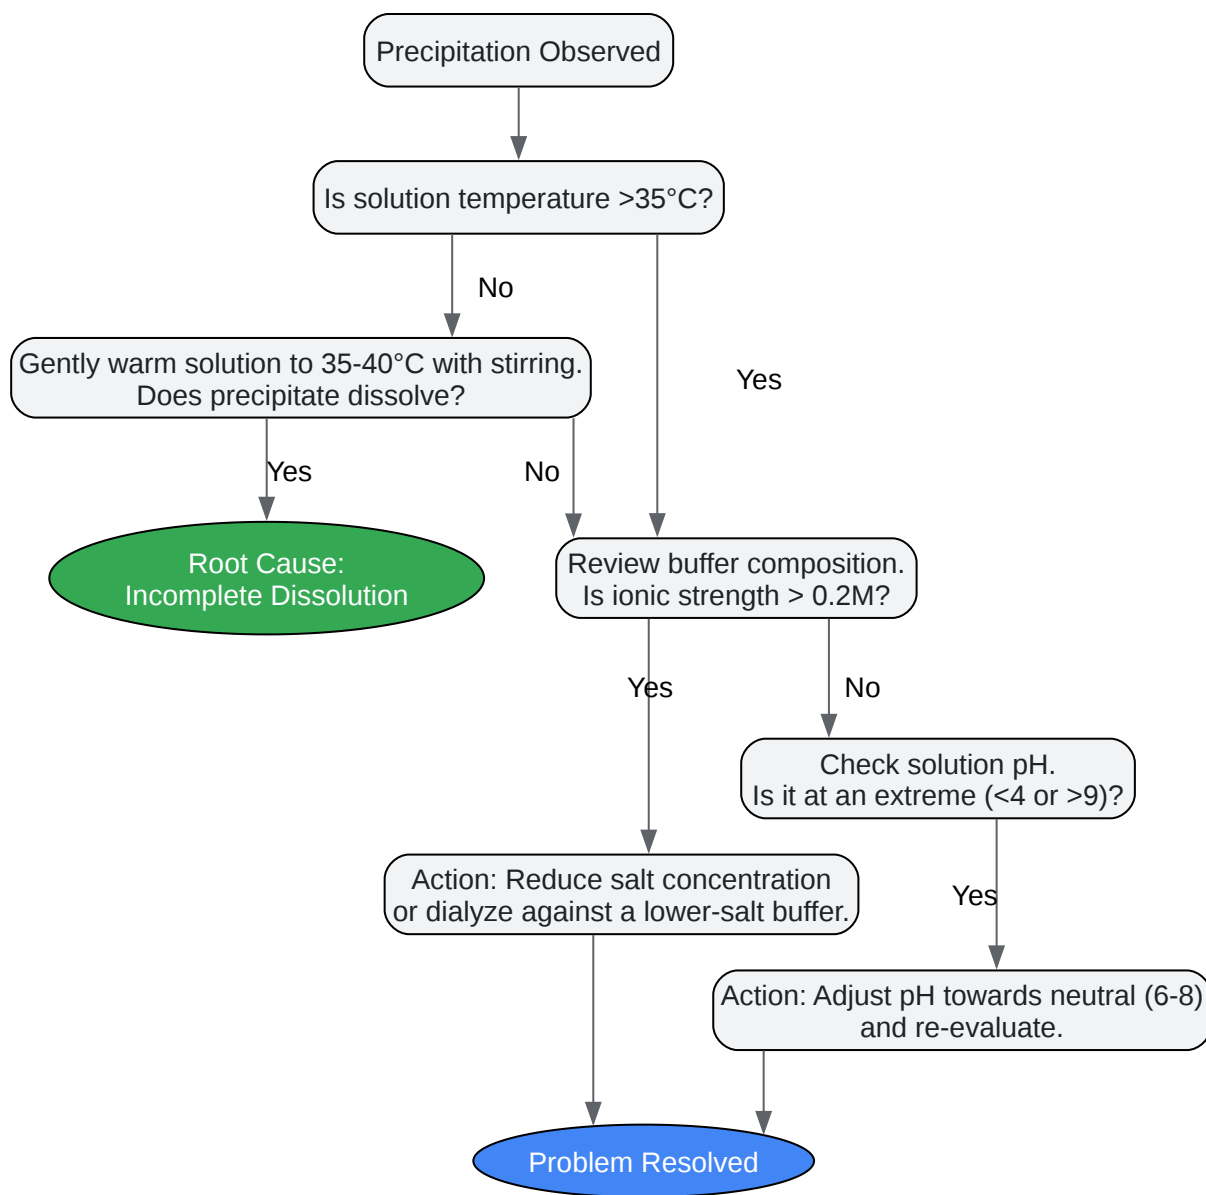 Precipitation Observed
Is solution temperature >35°C?
No
Gently warm solution to 35-40°C with stirring.
Does precipitate dissolve?
Yes
Yes
No
Root Cause:
Incomplete Dissolution
Review buffer composition.
Is ionic strength > 0.2M?
Yes
No
Check solution pH.
Is it at an extreme (<4 or >9)?
Action: Reduce salt concentration
or dialyze against a lower-salt buffer.
Yes
Action: Adjust pH towards neutral (6-8)
and re-evaluate.
Problem Resolved